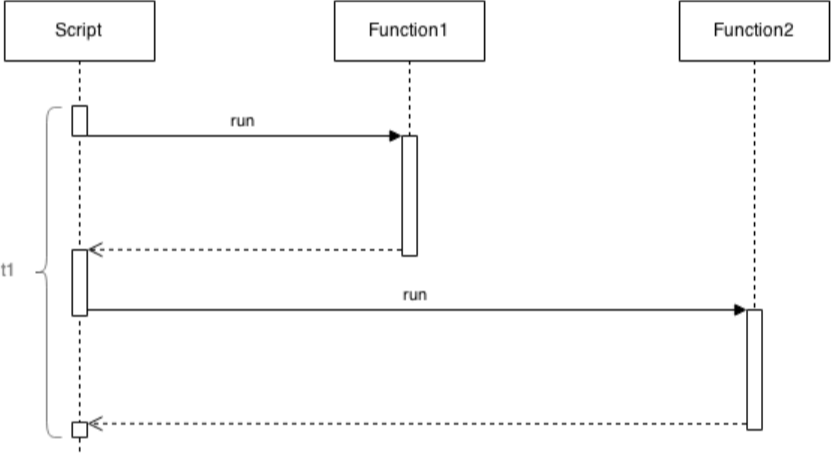 Script
Function1
Function2
run
t1
run